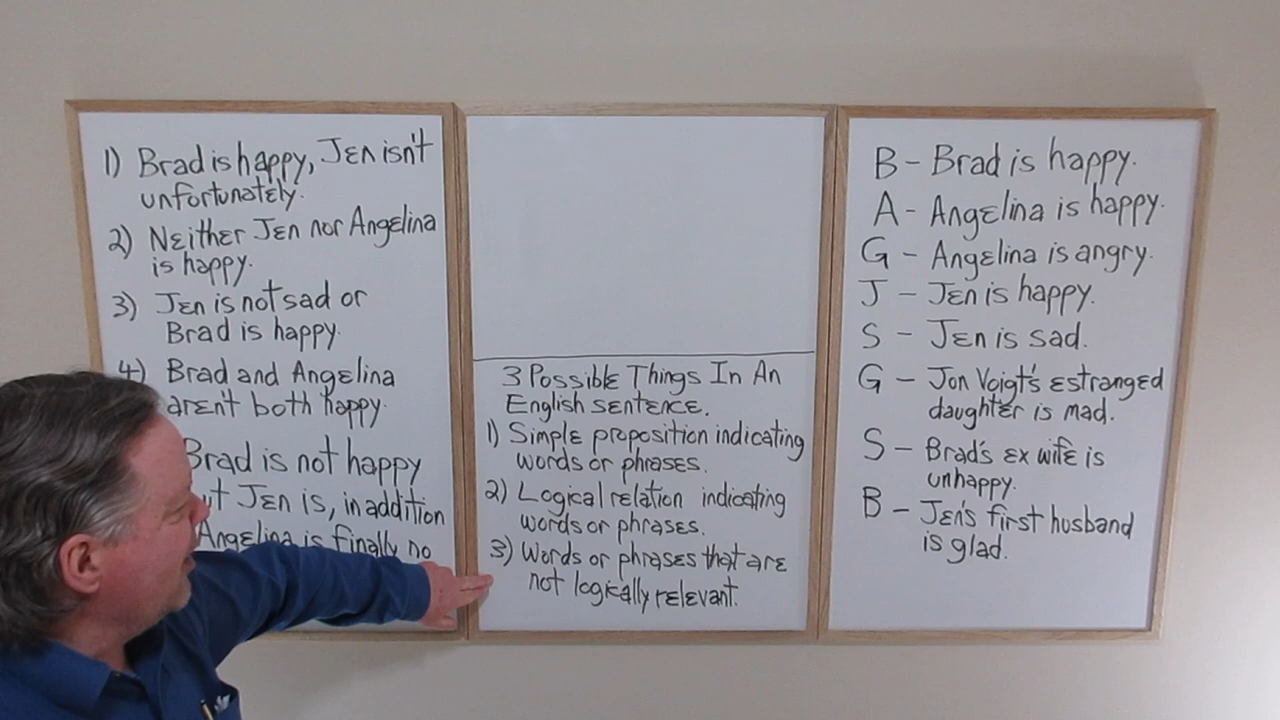 1) Brad is happy, Jen isn't
unfortunately.
2) Neither Jen nor Angelina
is happy.
3) Jen is not sad or
Brad is happy.
4) Brad and Angelina
aren't both happy.
Brad is not happy
Jen is, in addition
Angelina is finally no
3 Possible Things In An
English sentence.
1) Simple proposition indicating
words or phrases.
2) Logical relation indicating
words or phrases.
3) Words or phrases that are
not logically relevant.
B - Brad is happy.
A - Angelina is happy.
G - Angelina is angry.
J - Jen is happy.
S - Jen is sad.
G - Jon Voigt's estranged
daughter is mad.
S - Brad's ex wife is
unhappy.
B - Jen's first husband
is glad.